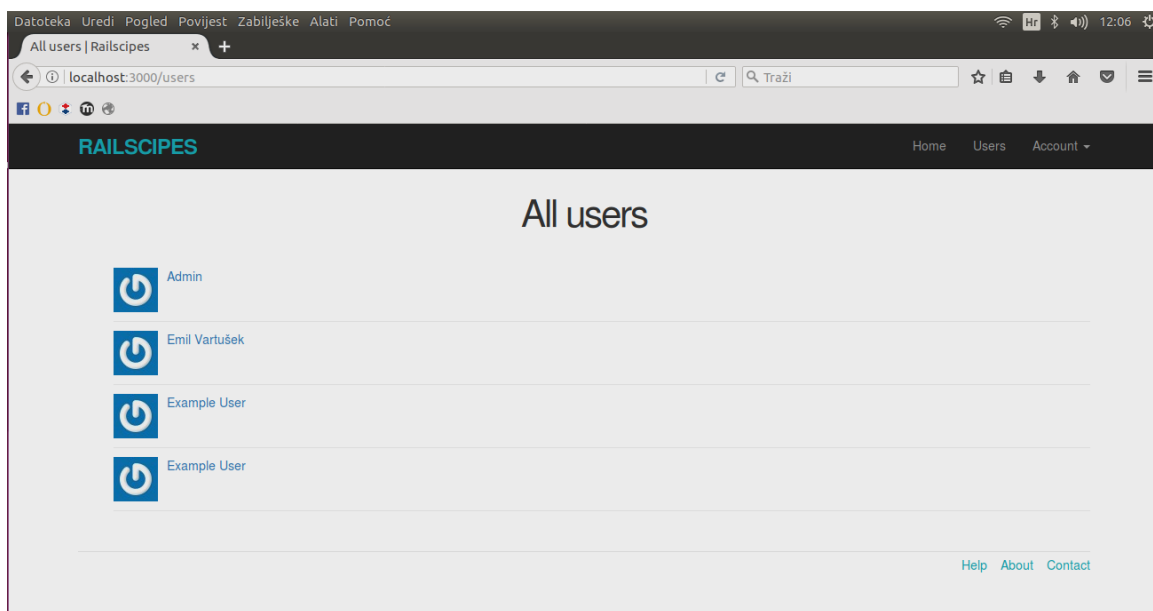 Datoteka Uredi Pogled Povijest Zabilješke Alati Pomoć Hr 12:06
All users | Railscipes
localhost:3000/users Traži
RAILSCIPES Home Users Account
All users
Admin
Emil Vartušek
Example User
Example User
Help About Contact